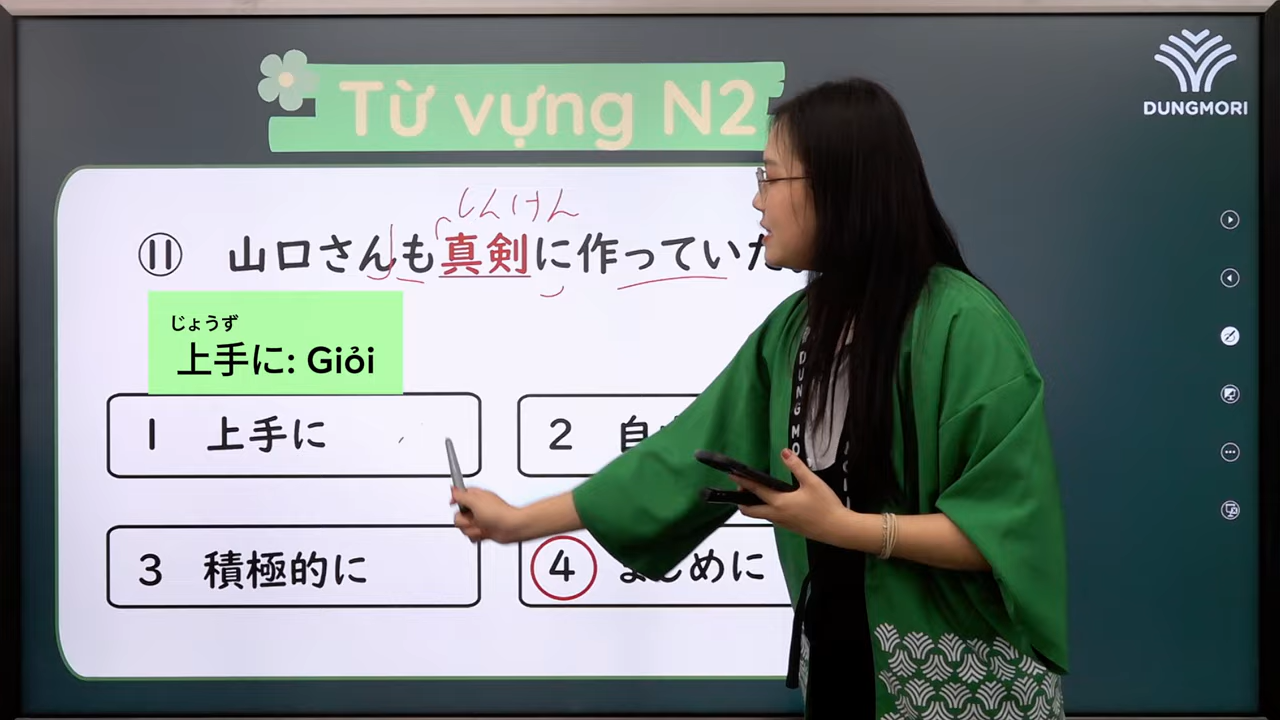 Từ vựng N2
DUNGMORI
しんけん
⑪ 山口さんも真剣に作っていた
じょうず
上手に: Giỏi
1 上手に
2 自
3 積極的に
4 まじめに
DUNG MO